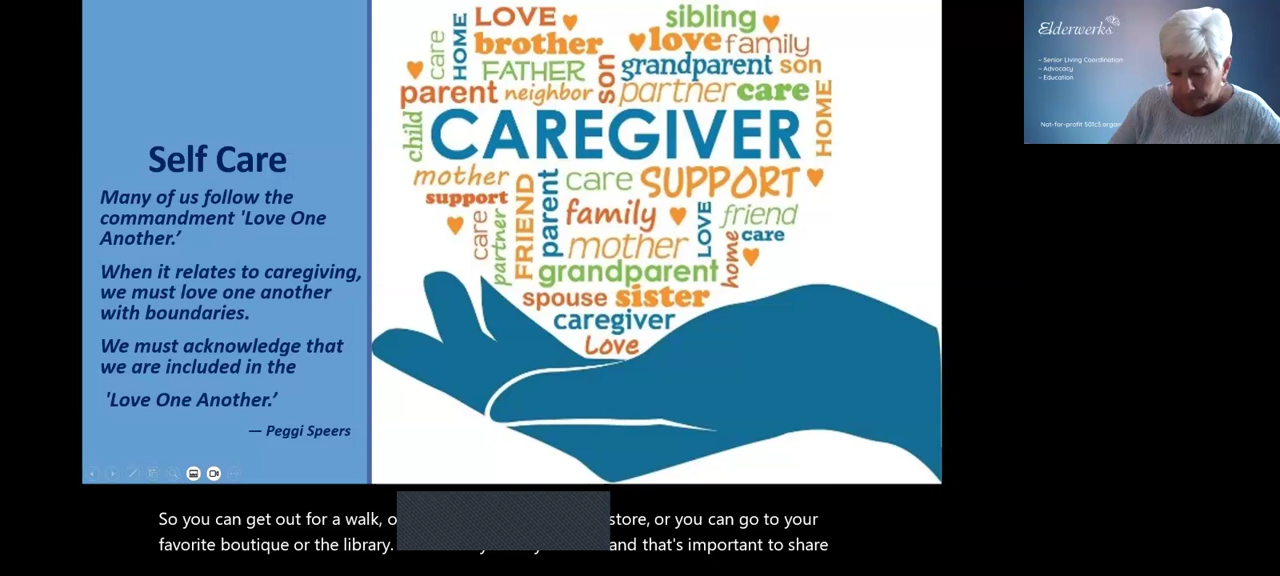 Self Care
Many of us follow the
commandment 'Love One
Another.’
When it relates to caregiving,
we must love one another
with boundaries.
We must acknowledge that
we are included in the
'Love One Another.’
— Peggi Speers
LOVE
sibling
care
HOME
brother
love family
FATHER
son
grandparent son
parent neighbor
partner care
HOME
child
CAREGIVER
mother
support
FRIEND
parent
care SUPPORT
care
partner
family
LOVE
friend
mother
home
care
grandparent
spouse sister
caregiver
Love
Elderwerks
~ Senior Living Coordination
~ Advocacy
~ Education
Not-for-profit 501c3
So you can get out for a walk, store, or you can go to your
favorite boutique or the library. and that's important to share